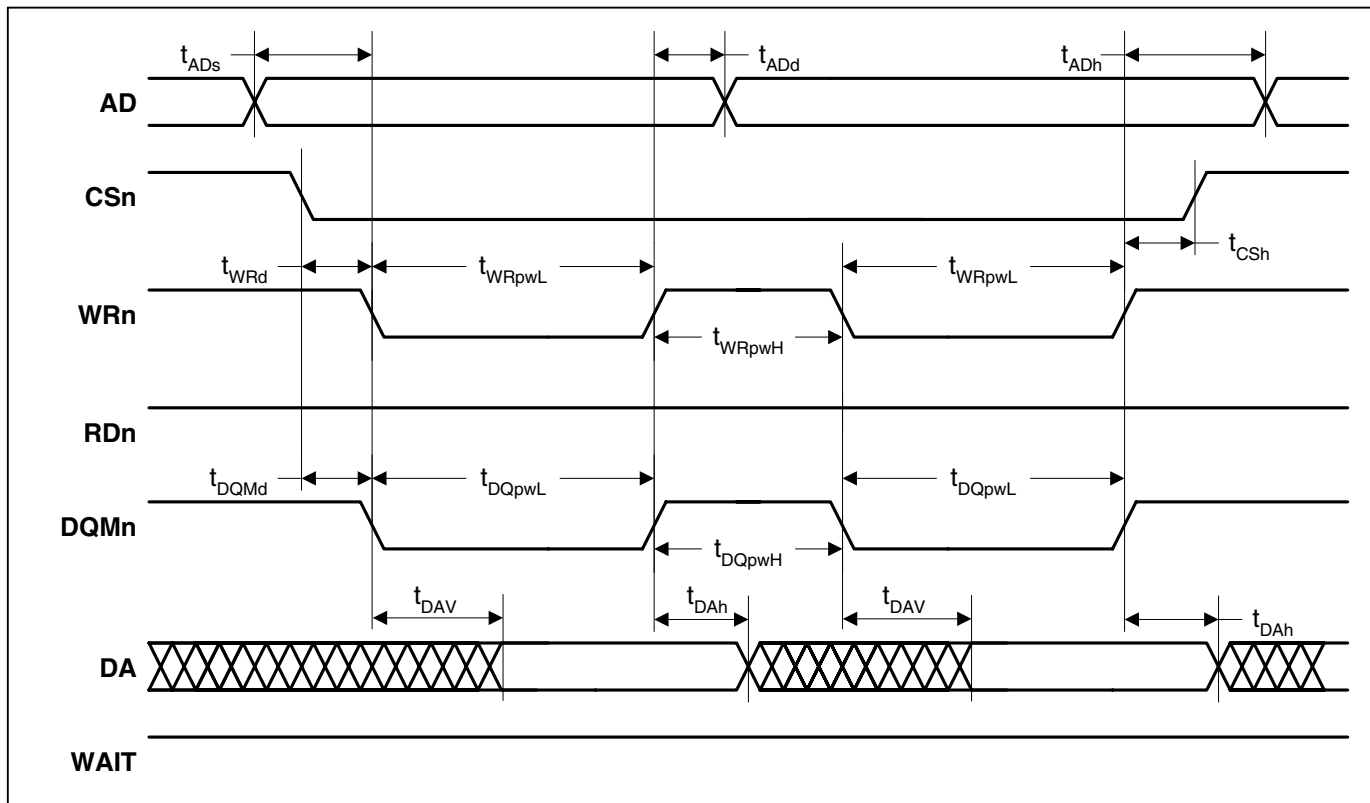 tADs
tADd
tADh
AD
CSn
tWRd
tWRpwL
tWRpwL
tCSh
WRn
tWRpwH
RDn
tDQMd
tDQpwL
tDQpwL
DQMn
tDQpwH
tDAV
tDAh
tDAV
tDAh
DA
WAIT